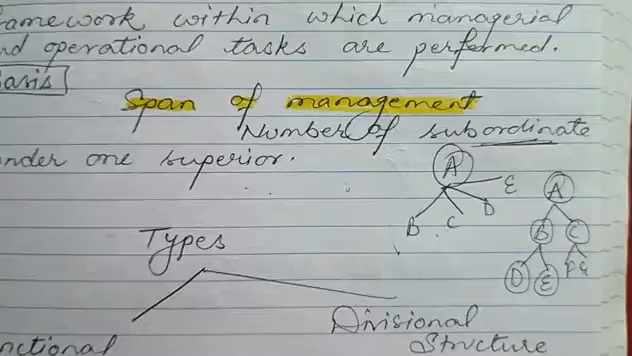 amework within which managerial
nd operational tasks are performed.
asis
Span of management
Number of subordinate
nder one superior.
A
E
D
B C
A
B C
D E F G
Types
Divisional
nctional Structure